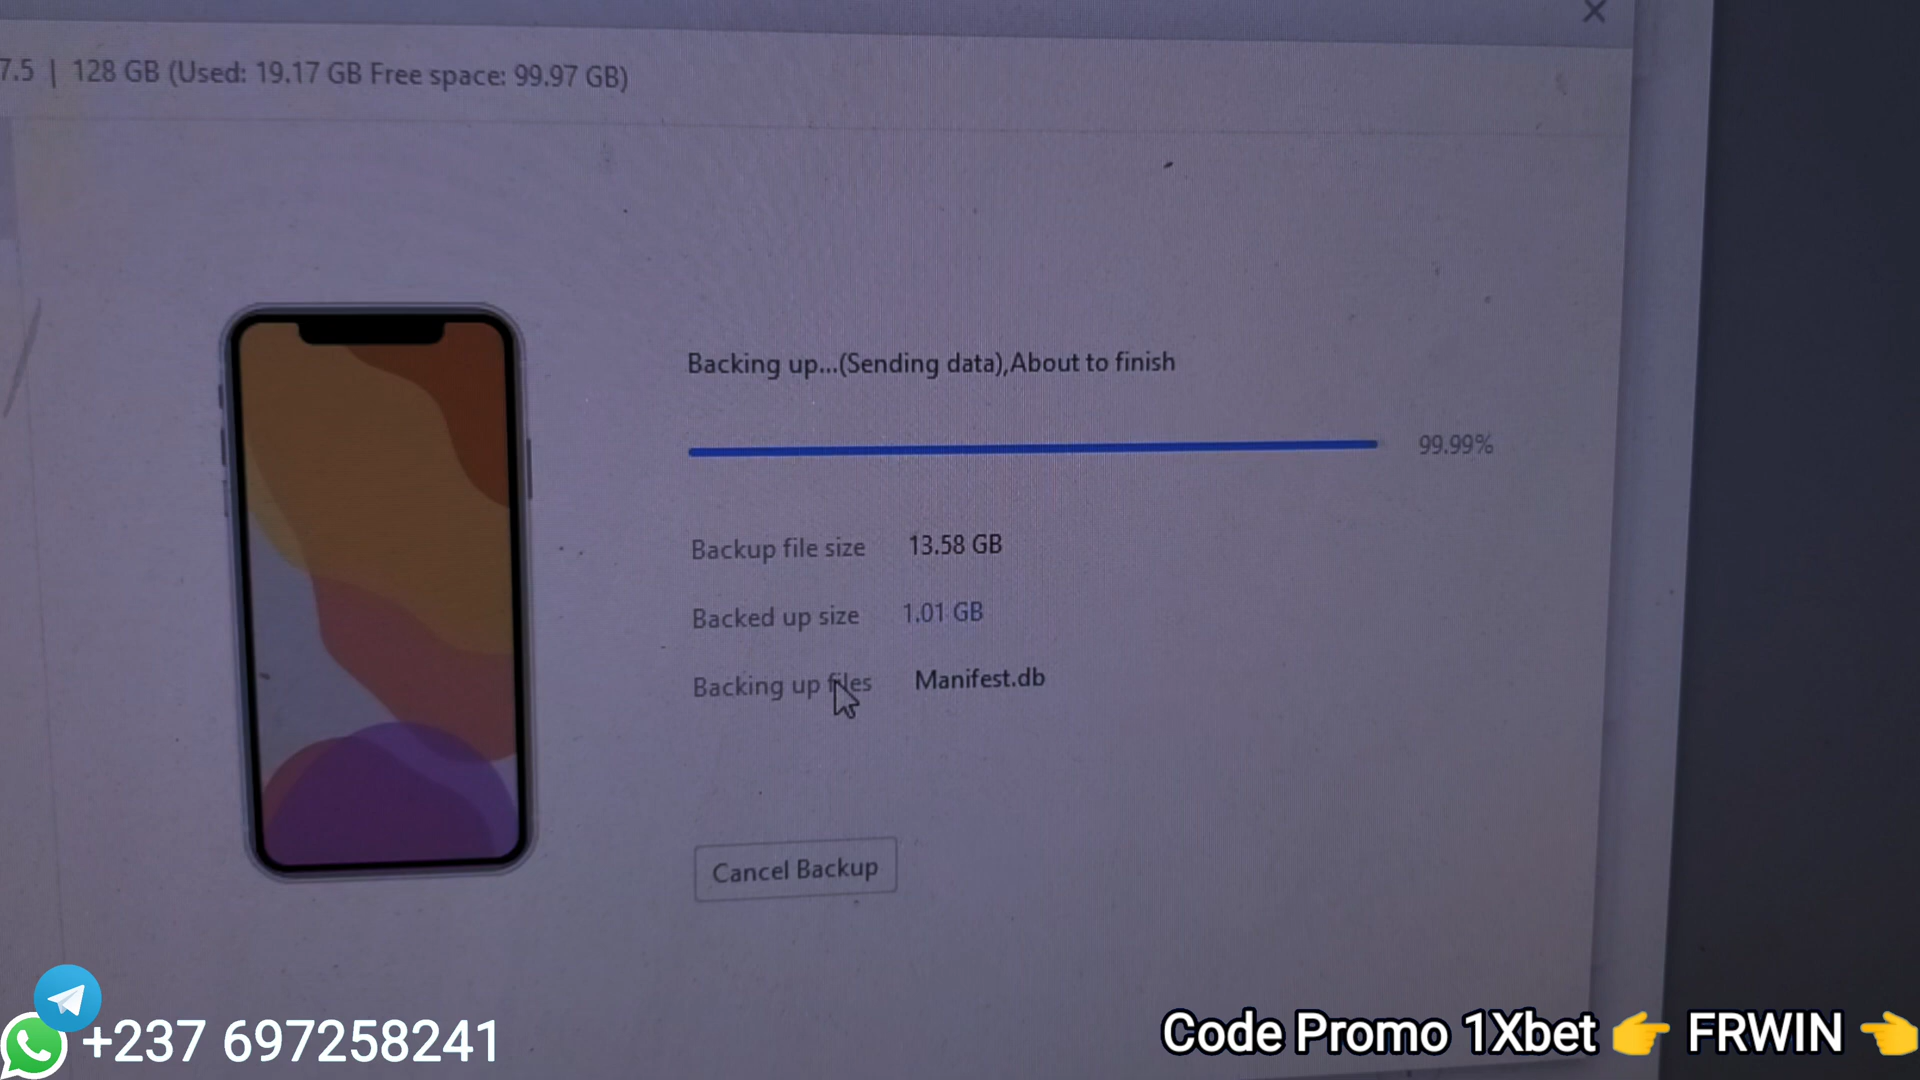 7.5 | 128 GB (Used: 19.17 GB Free space: 99.97 GB)
Backing up...(Sending data),About to finish
99.99%
Backup file size 13.58 GB
Backed up size 1.01 GB
Backing up files Manifest.db
Cancel Backup
+237 697258241
Code Promo 1Xbet 👉 FRWIN 👈